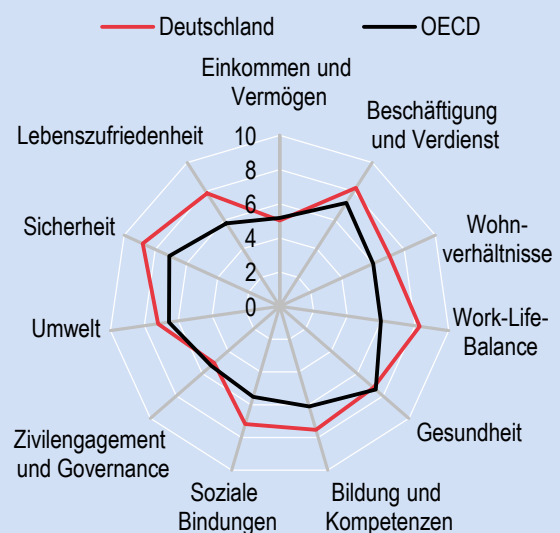 Deutschland OECD
Einkommen und
Vermögen
Beschäftigung
und Verdienst
Wohn-
verhältnisse
Work-Life-
Balance
Gesundheit
Bildung und
Kompetenzen
Soziale
Bindungen
Zivilengagement
und Governance
Umwelt
Sicherheit
Lebenszufriedenheit
10
8
6
4
2
0